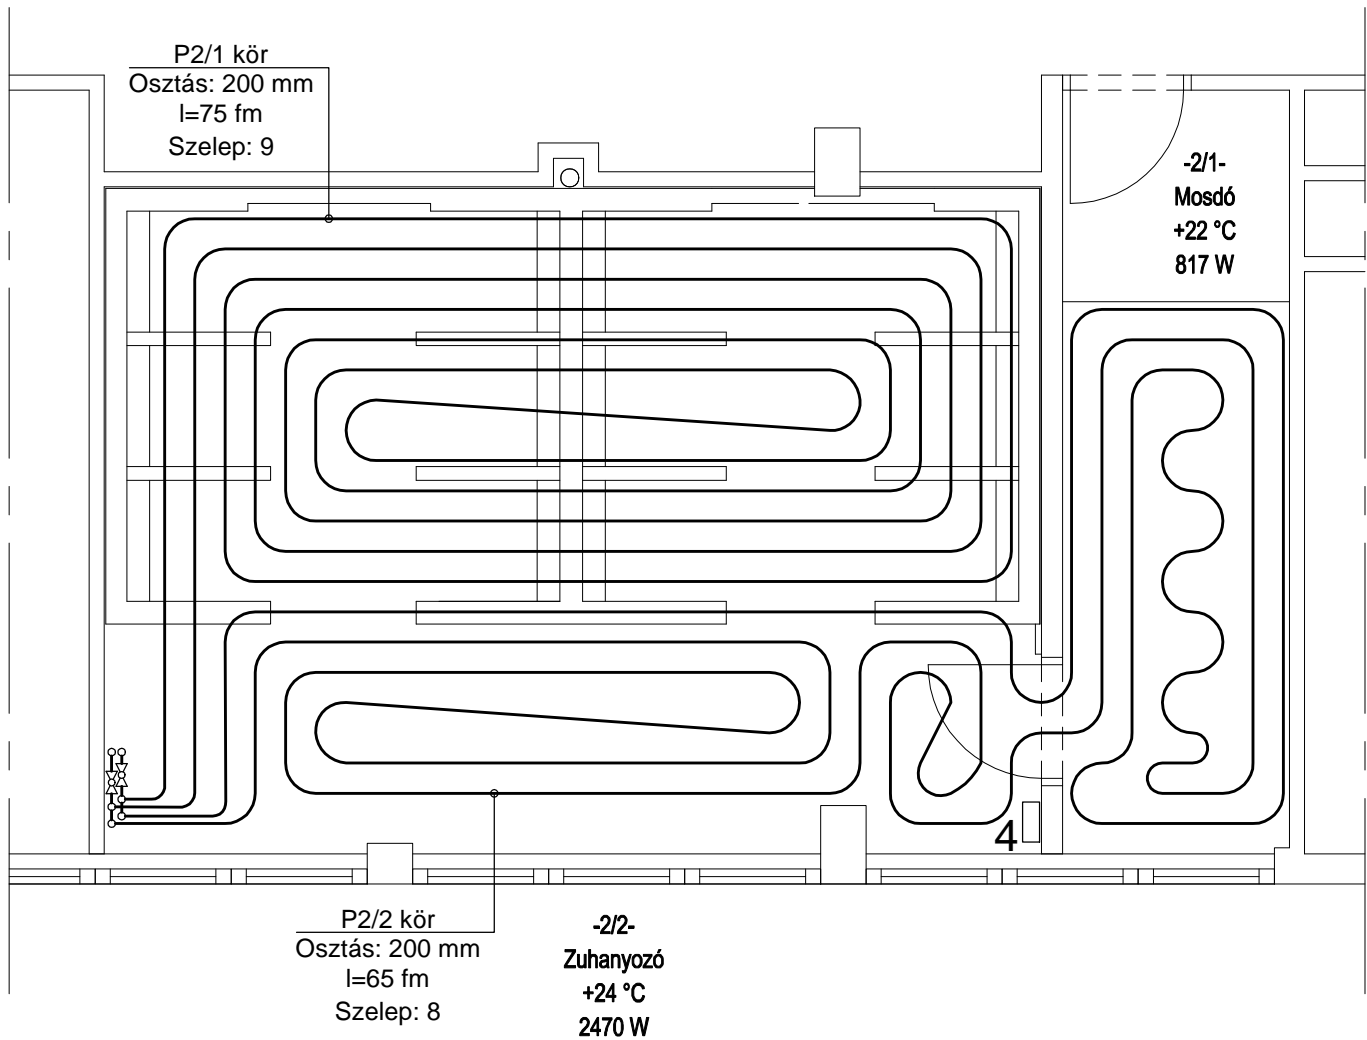 P2/1 kör
Osztás: 200 mm
l=75 fm
Szelep: 9
-2/1-
Mosdó
+22 °C
817 W
4
P2/2 kör
Osztás: 200 mm
l=65 fm
Szelep: 8
-2/2-
Zuhanyozó
+24 °C
2470 W